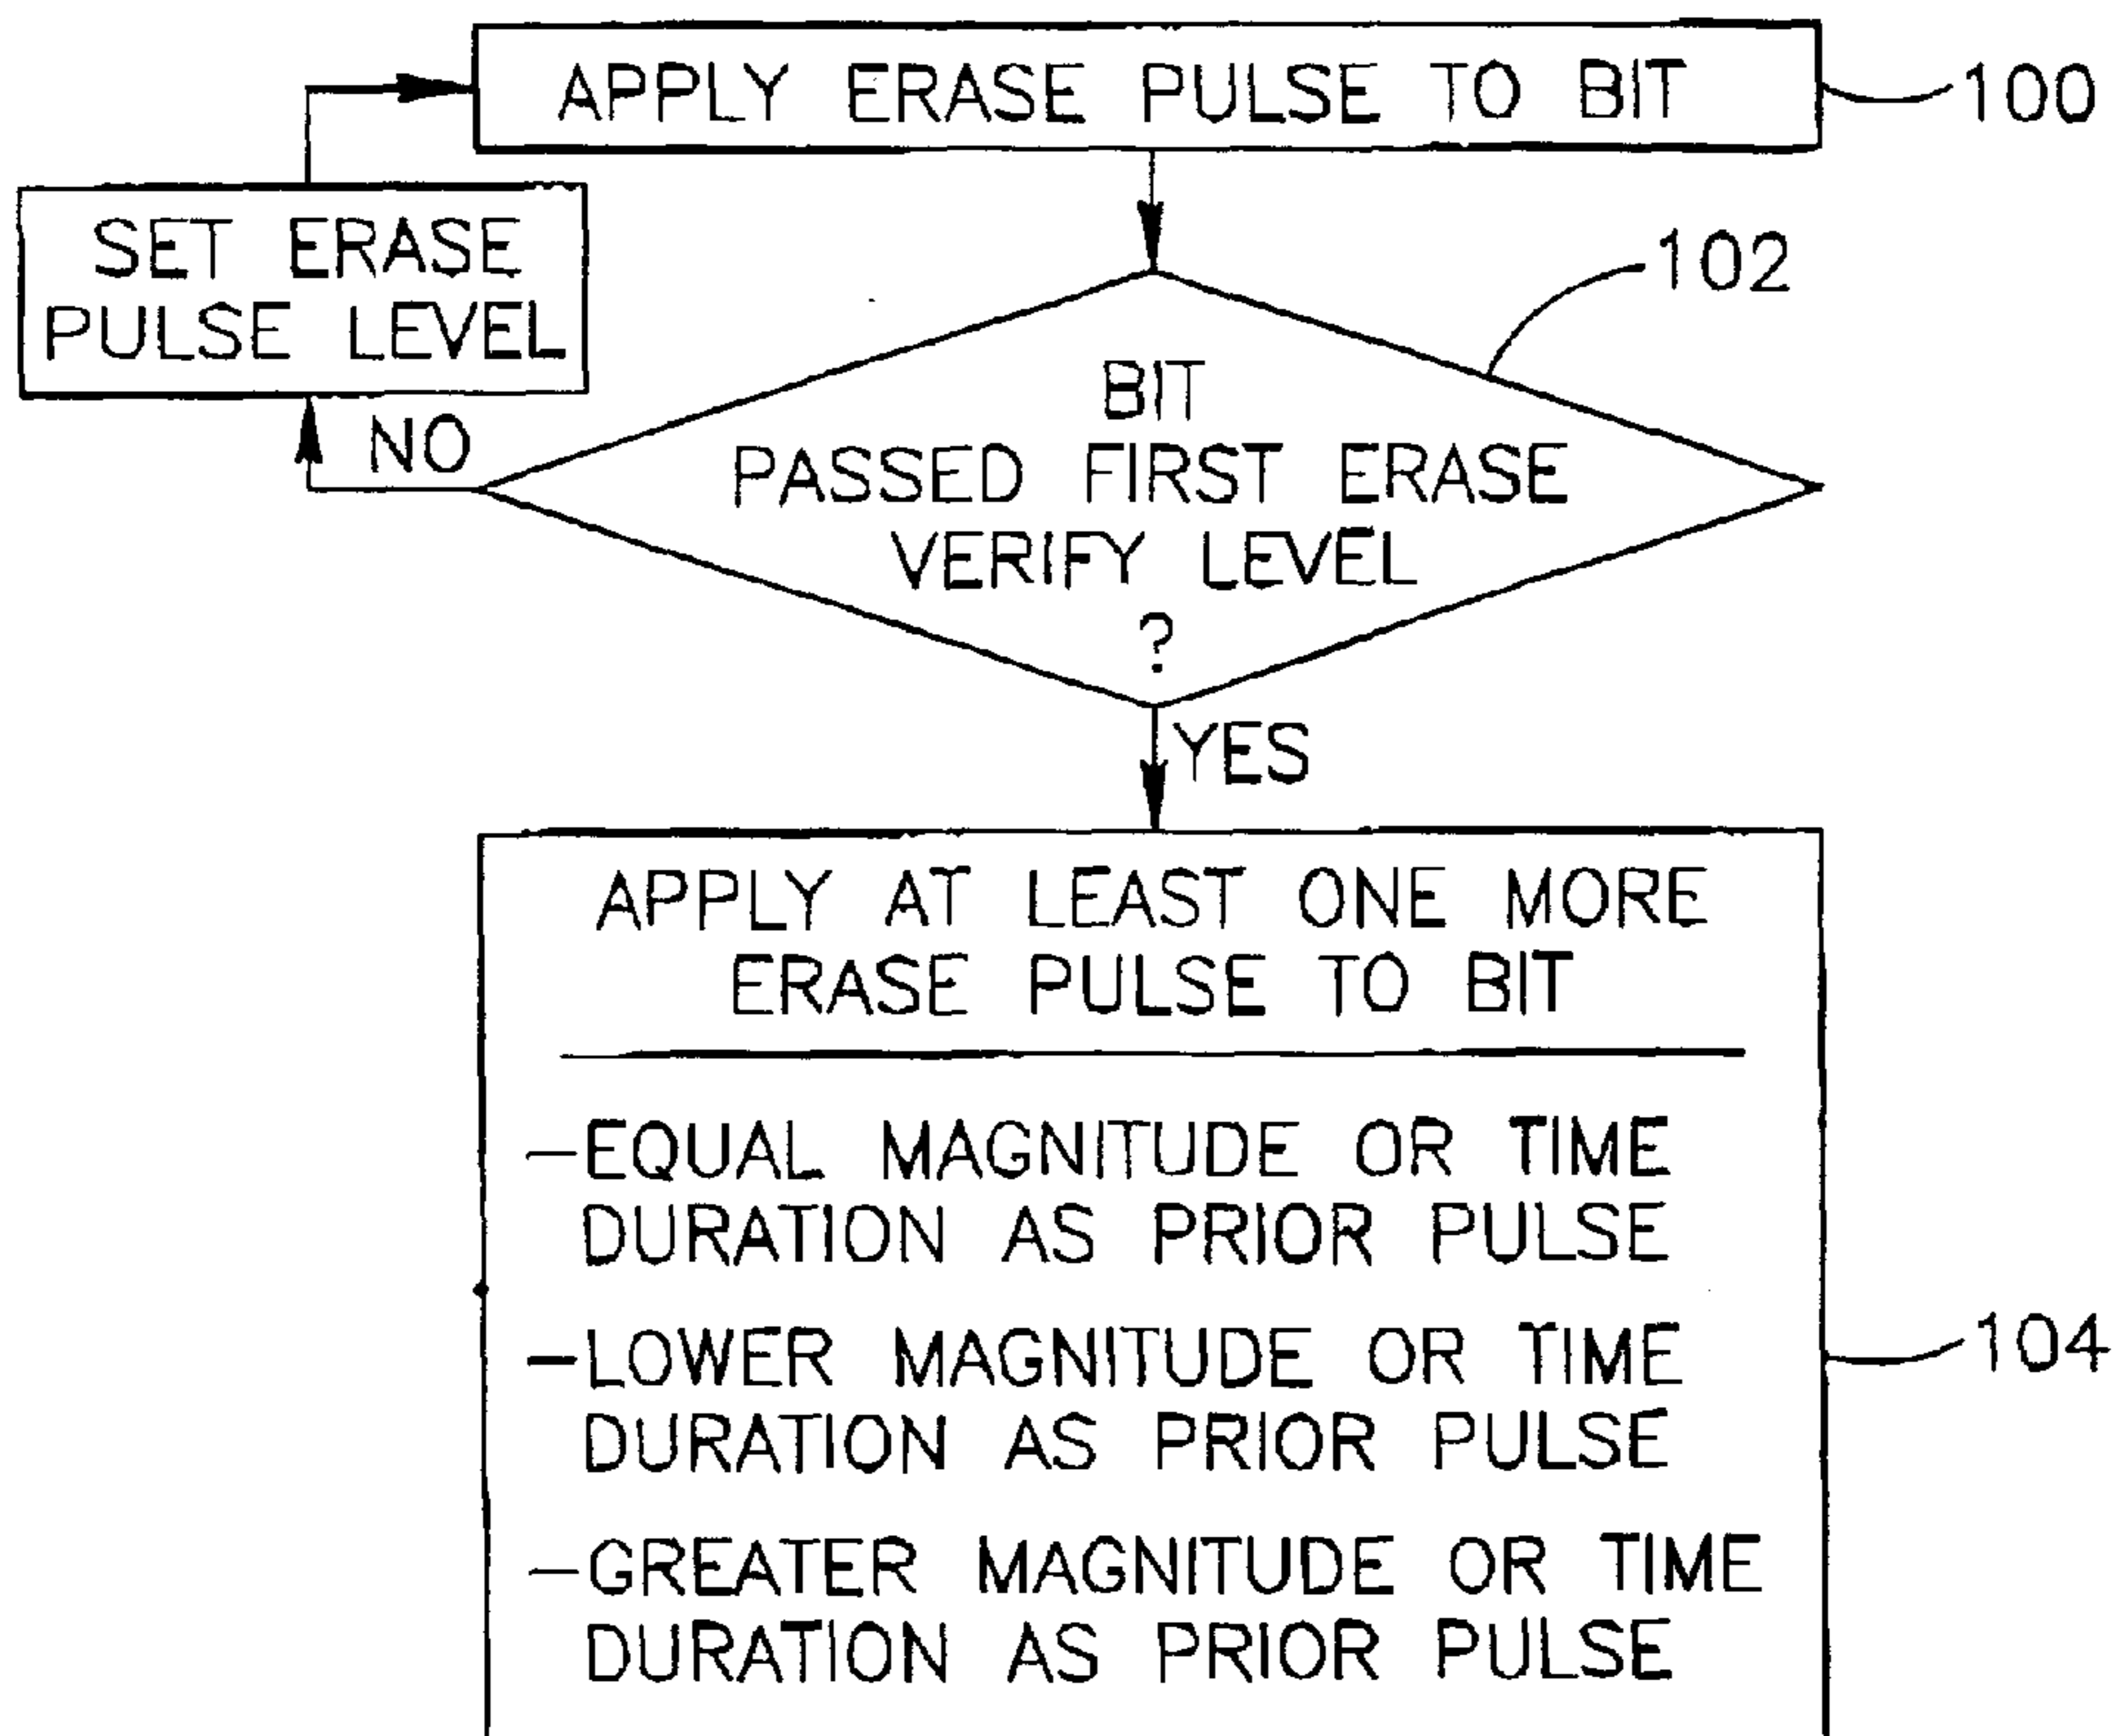 APPLY ERASE PULSE TO BIT
100
SET ERASE
PULSE LEVEL
102
BIT
PASSED FIRST ERASE
VERIFY LEVEL
?
NO
YES
APPLY AT LEAST ONE MORE
ERASE PULSE TO BIT
-EQUAL MAGNITUDE OR TIME
DURATION AS PRIOR PULSE
-LOWER MAGNITUDE OR TIME
DURATION AS PRIOR PULSE
104
-GREATER MAGNITUDE OR TIME
DURATION AS PRIOR PULSE